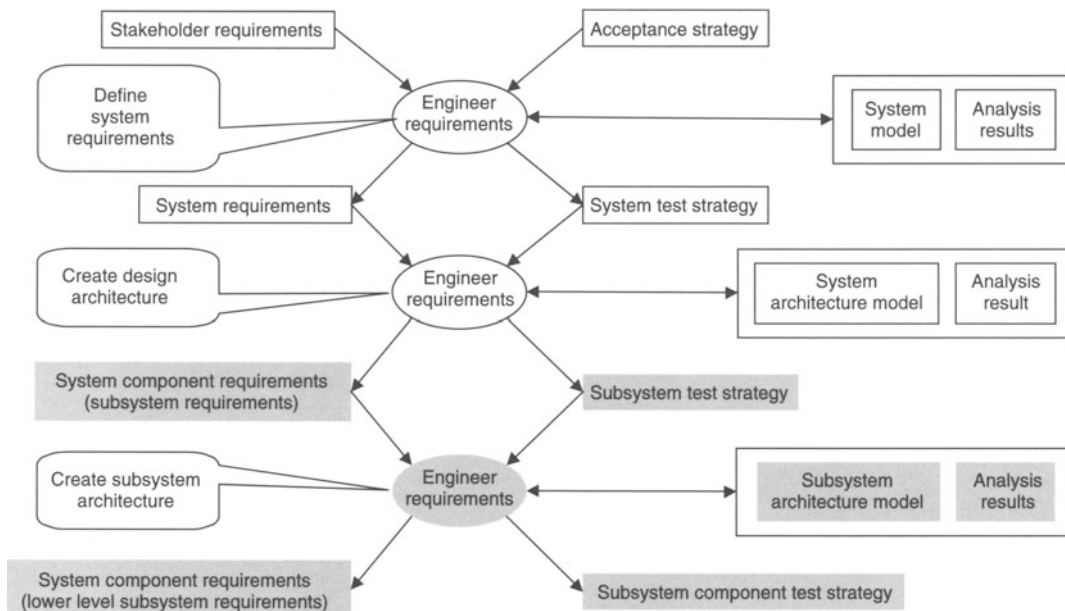 Stakeholder requirements
Acceptance strategy
Define
system
requirements
Engineer
requirements
System
model
Analysis
results
System requirements
System test strategy
Create design
architecture
Engineer
requirements
System
architecture model
Analysis
result
System component requirements
(subsystem requirements)
Subsystem test strategy
Create subsystem
architecture
Engineer
requirements
Subsystem
architecture model
Analysis
results
System component requirements
(lower level subsystem requirements)
Subsystem component test strategy